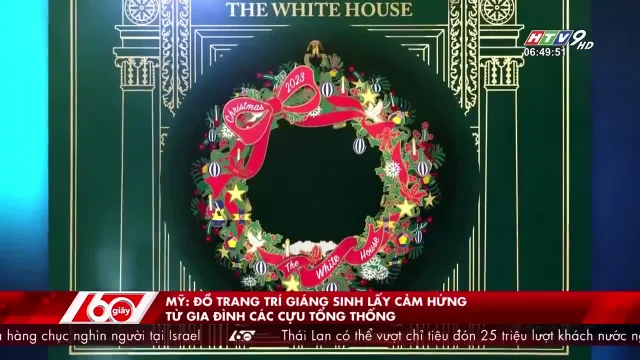 THE WHITE HOUSE
HTV9 HD
06:49:51
Christmas 2023
The White House
60 giây
MỸ: ĐỒ TRANG TRÍ GIÁNG SINH LẤY CẢM HỨNG
TỪ GIA ĐÌNH CÁC CỰU TỔNG THỐNG
hàng chục nghìn người tại Israel
Thái Lan có thể vượt chỉ tiêu đón 25 triệu lượt khách nước n